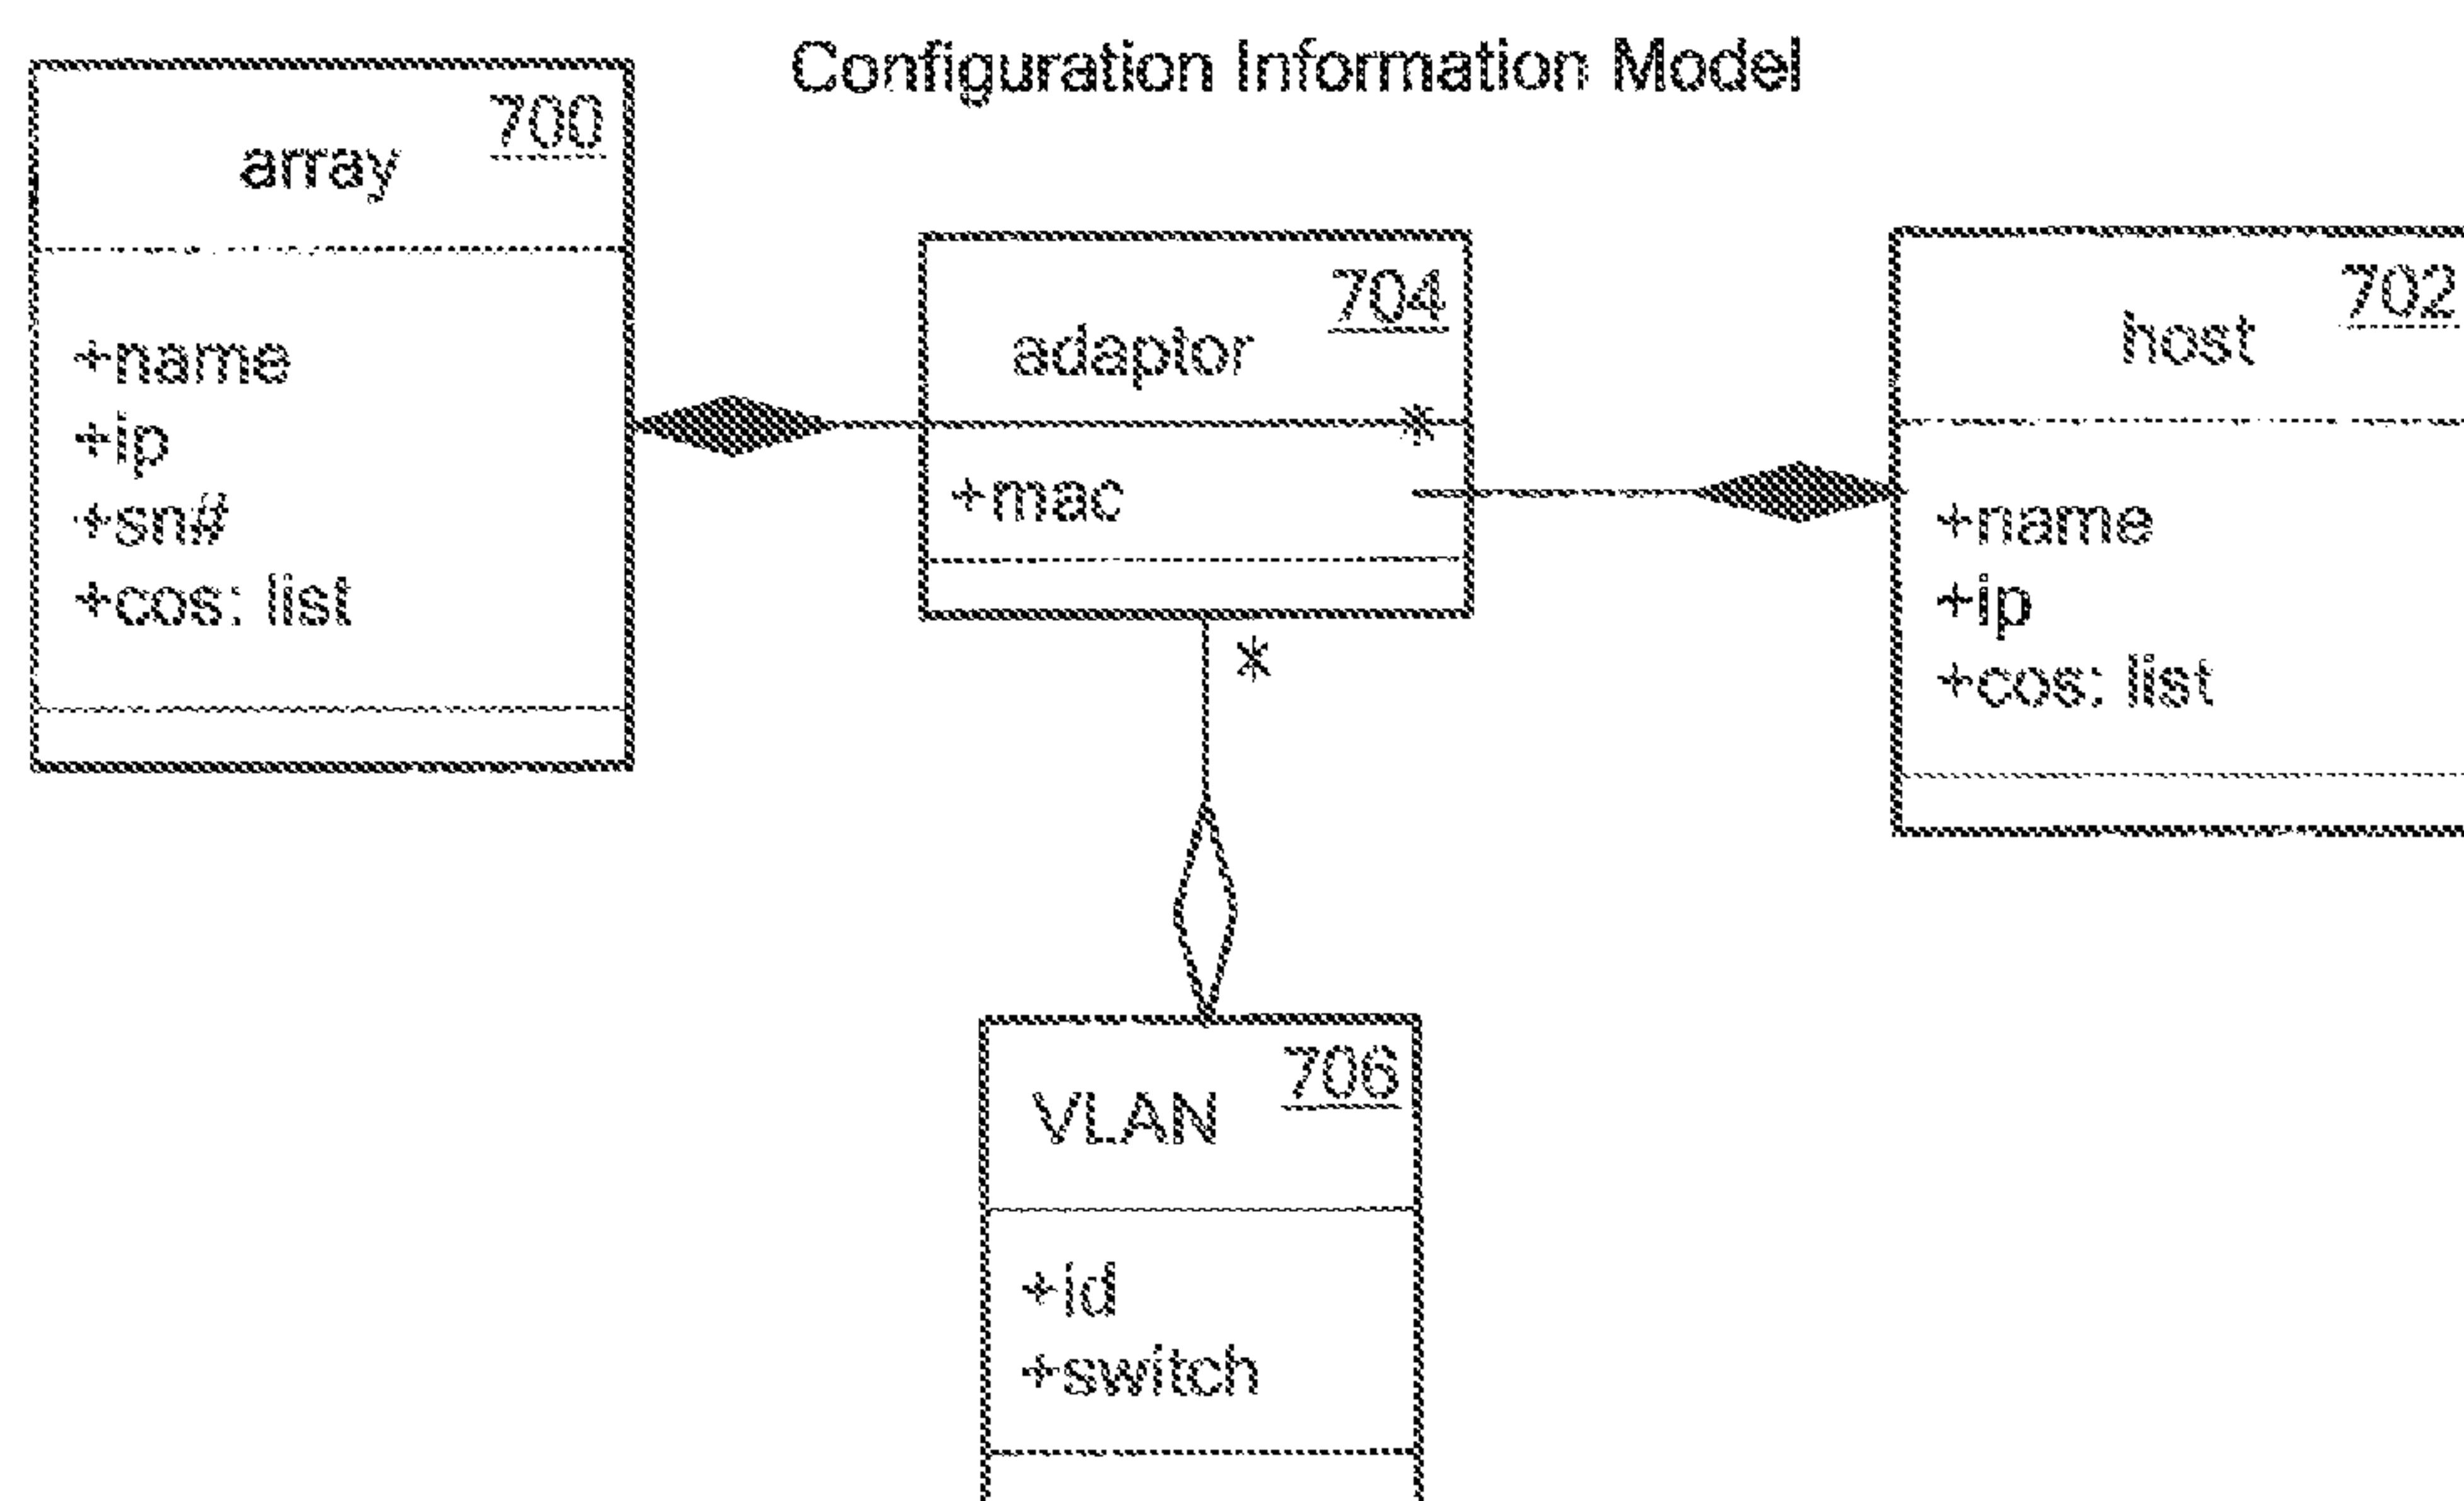 Configuration Information Model
700
array
+name
+ip
+sn#
+cos: list
704
adaptor
*
+mac
*
702
host
+name
+ip
+cos: list
706
VLAN
+id
+switch